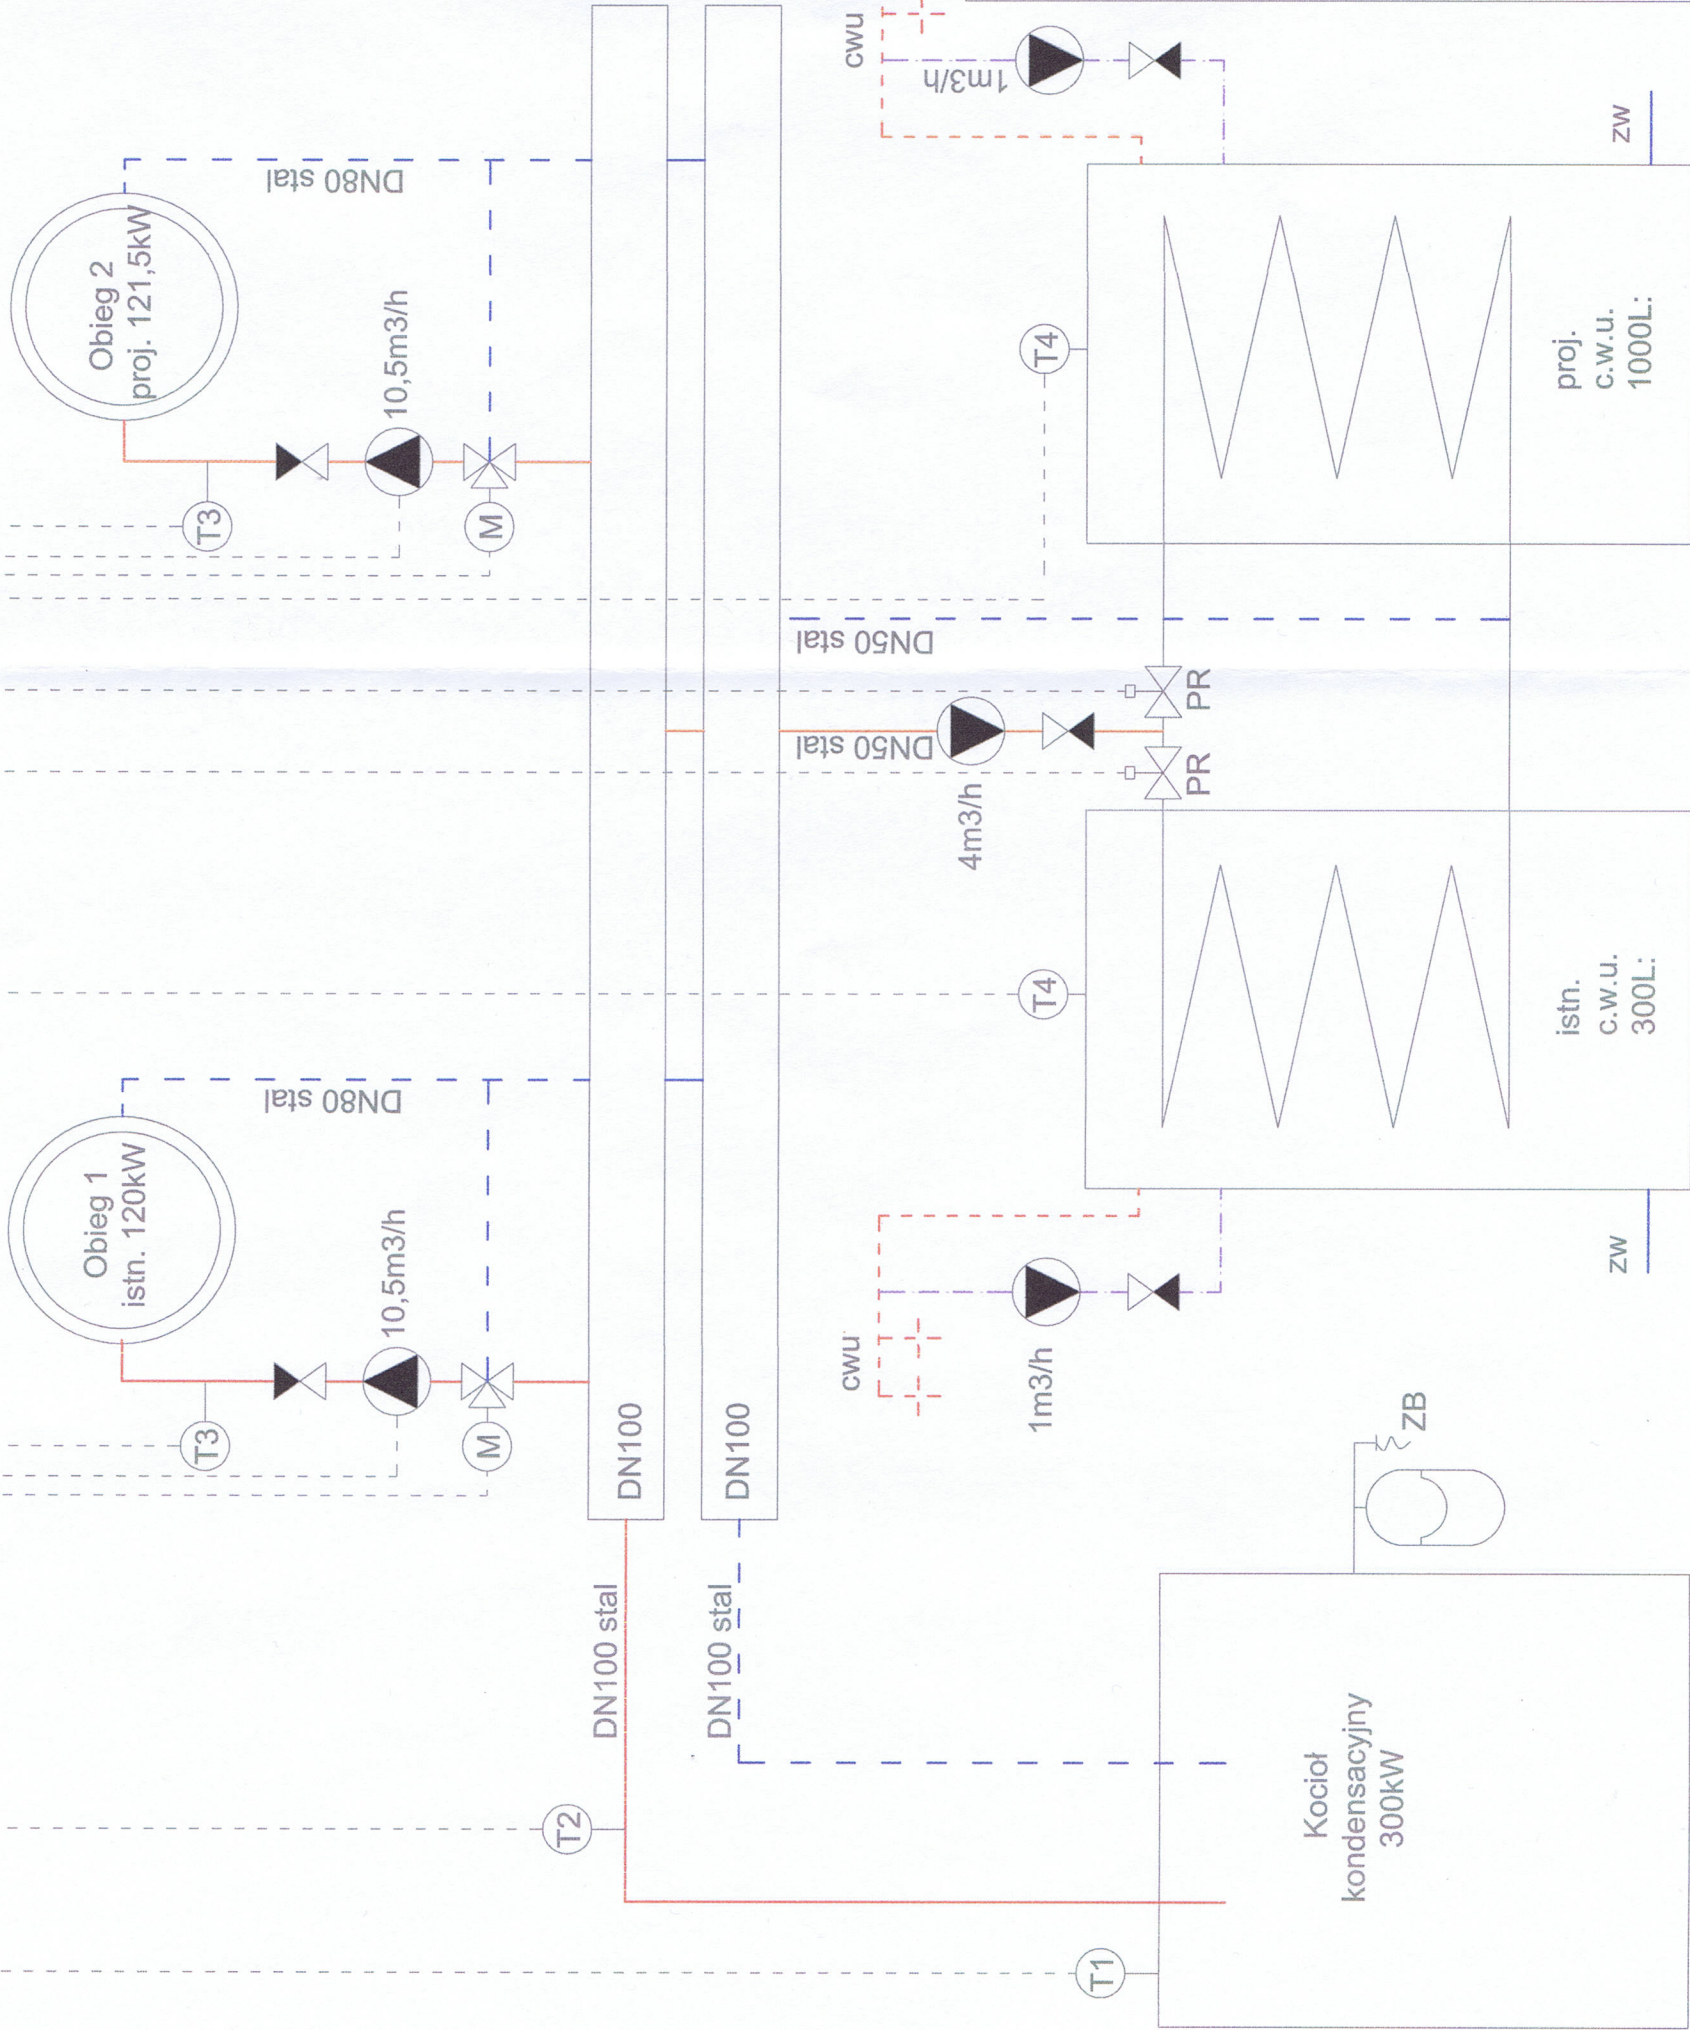 Obieg 1
istn. 120kW
Obieg 2
proj. 121,5kW
T3
T3
DN80 stal
DN80 stal
10,5m3/h
10,5m3/h
M
M
T2
DN100 stal
DN100
DN100 stal
DN100
DN50 stal
DN50 stal
cwu
cwu
1m3/h
1m3/h
4m3/h
T1
T4
T4
PR
PR
ZB
Kocioł
kondensacyjny
300kW
istn.
c.w.u.
300L:
proj.
c.w.u.
1000L:
zw
zw